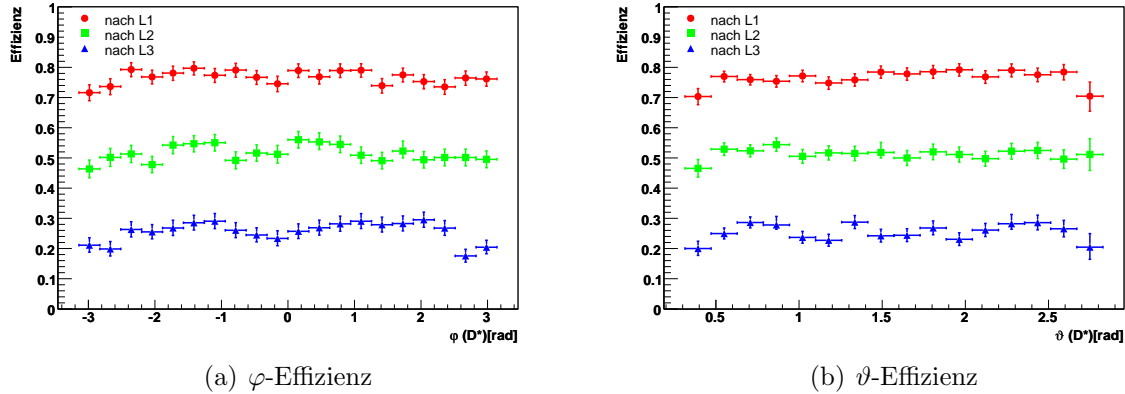 Effizienz
1
0.9
0.8
0.7
0.6
0.5
0.4
0.3
0.2
0.1
0
nach L1
nach L2
nach L3
-3 -2 -1 0 1 2 3
φ (D*)[rad]
(a) φ-Effizienz
Effizienz
1
0.9
0.8
0.7
0.6
0.5
0.4
0.3
0.2
0.1
0
nach L1
nach L2
nach L3
0.5 1 1.5 2 2.5
ϑ (D*)[rad]
(b) ϑ-Effizienz